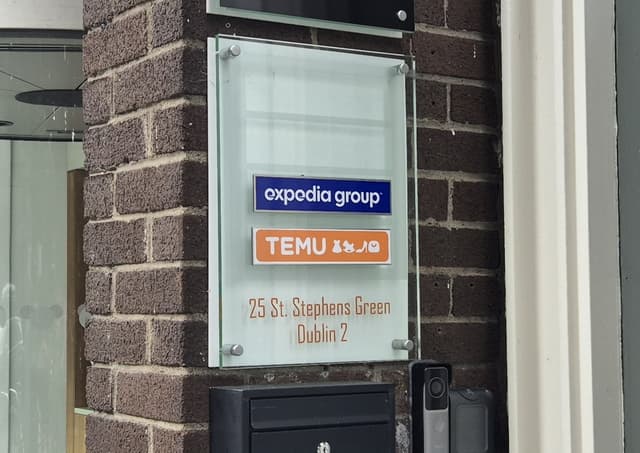 expedia group
TEMU
25 St. Stephens Green
Dublin 2